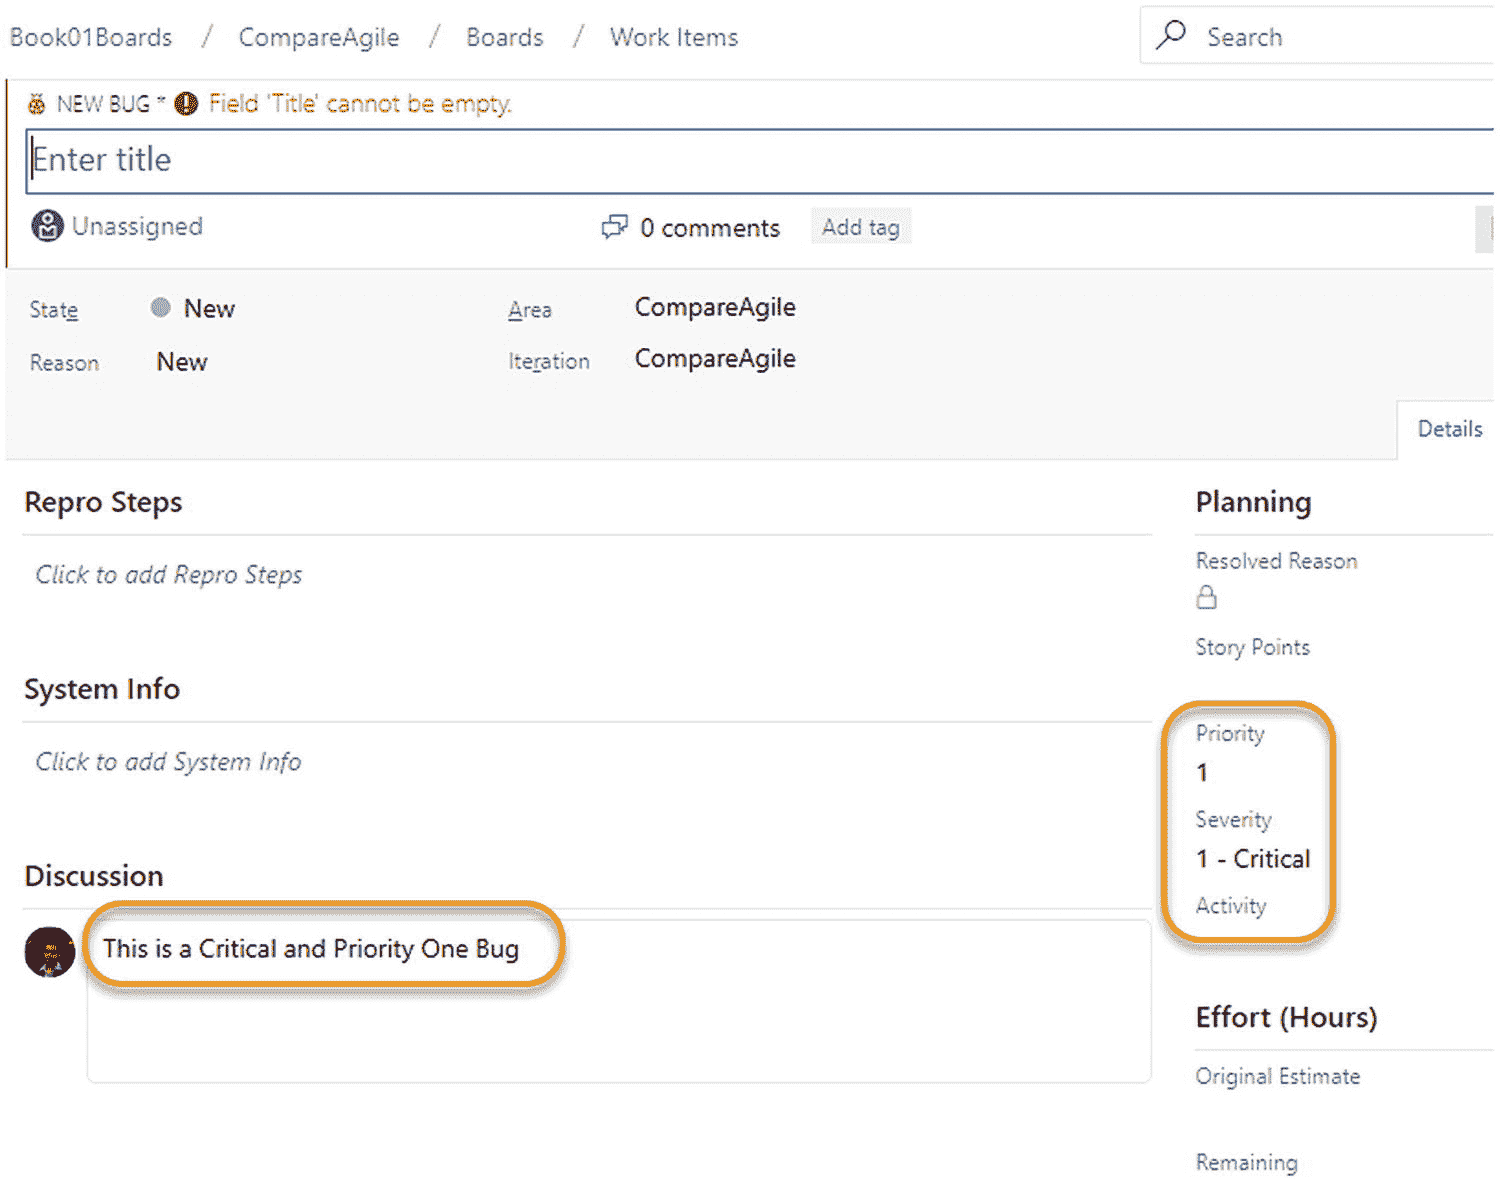 Book01Boards / CompareAgile / Boards / Work Items
Search
NEW BUG * Field 'Title' cannot be empty.
Enter title
Unassigned
0 comments
Add tag
State New
Area CompareAgile
Reason New
Iteration CompareAgile
Details
Repro Steps
Click to add Repro Steps
System Info
Click to add System Info
Discussion
This is a Critical and Priority One Bug
Planning
Resolved Reason
Story Points
Priority
1
Severity
1 - Critical
Activity
Effort (Hours)
Original Estimate
Remaining